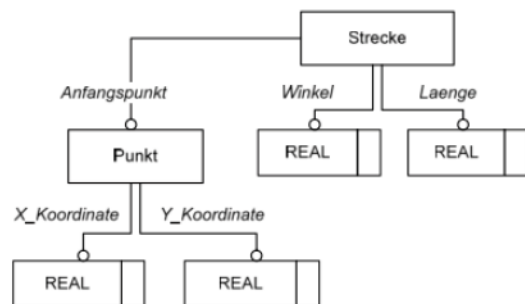 Strecke
Anfangspunkt
Winkel
Laenge
Punkt
REAL
REAL
X_Koordinate
Y_Koordinate
REAL
REAL